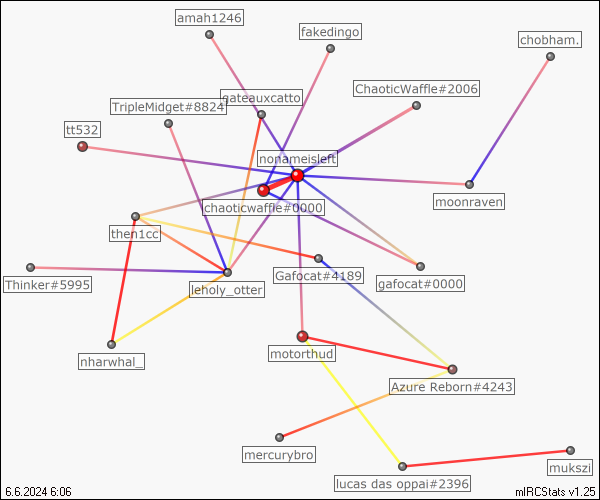 amah1246
fakedingo
chobham.
ChaoticWaffle#2006
gateauxcatto
TripleMidget#8824
tt532
nonameisleft
moonraven
chaoticwaffle#0000
then1cc
Gafocat#4189
gafocat#0000
Thinker#5995
leholy_otter
nharwhal_
motorthud
Azure Reborn#4243
mercurybro
mukszi
lucas das oppai#2396
6.6.2024 6:06
mIRCStats v1.25